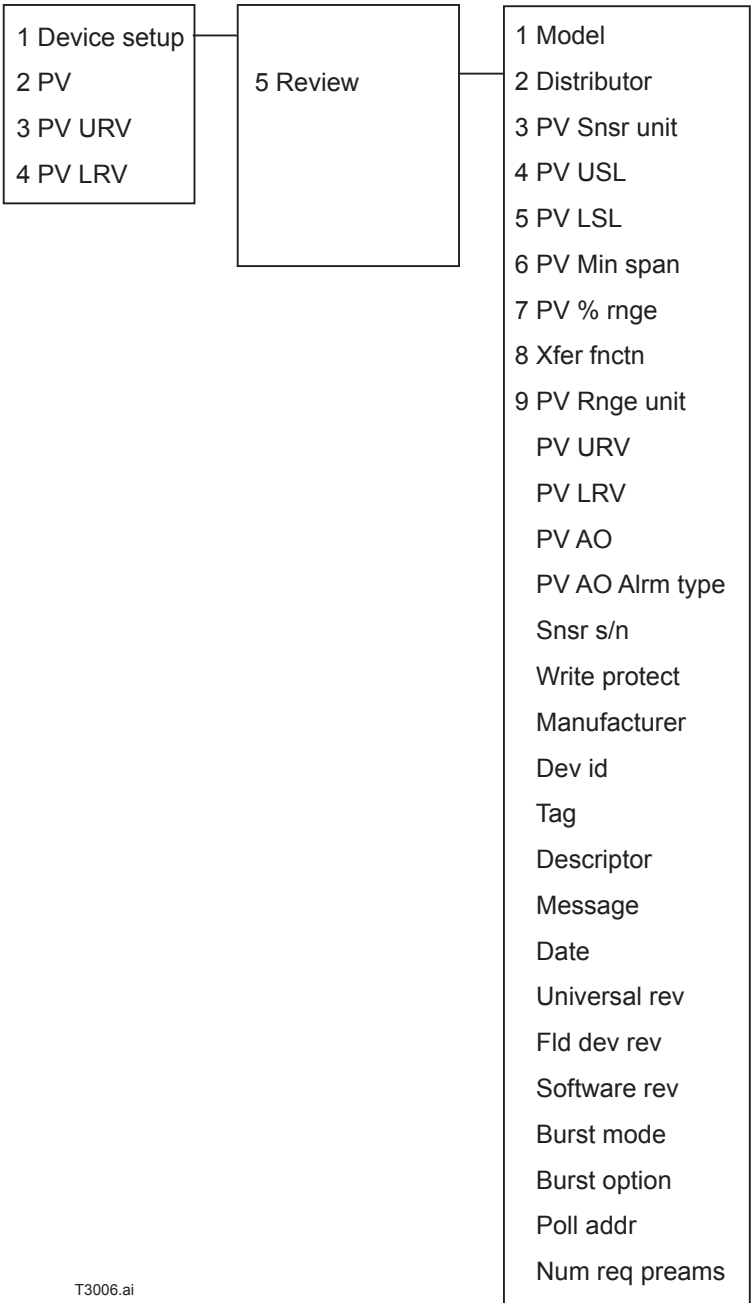 1 Device setup
2 PV
3 PV URV
4 PV LRV
5 Review
1 Model
2 Distributor
3 PV Snsr unit
4 PV USL
5 PV LSL
6 PV Min span
7 PV % rnge
8 Xfer fnctn
9 PV Rnge unit
PV URV
PV LRV
PV AO
PV AO Alrm type
Snsr s/n
Write protect
Manufacturer
Dev id
Tag
Descriptor
Message
Date
Universal rev
Fld dev rev
Software rev
Burst mode
Burst option
Poll addr
Num req preams
T3006.ai